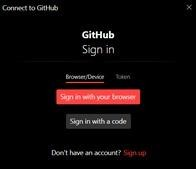 Connect to GitHub
GitHub
Sign in
Browser/Device Token
Sign in with your browser
Sign in with a code
Don't have an account? Sign up